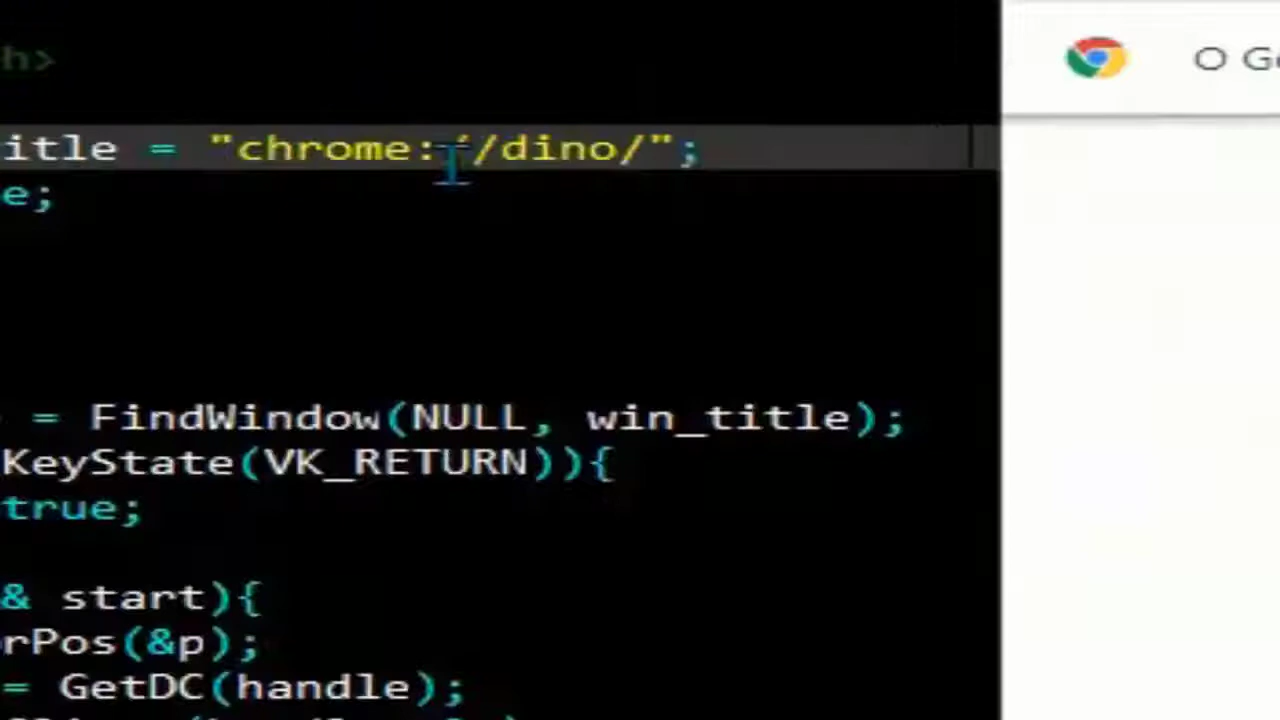 h>
O Go
itle = "chrome://dino/";
e;
= FindWindow(NULL, win_title);
KeyState(VK_RETURN)){
true;
& start){
rPos(&p);
= GetDC(handle);